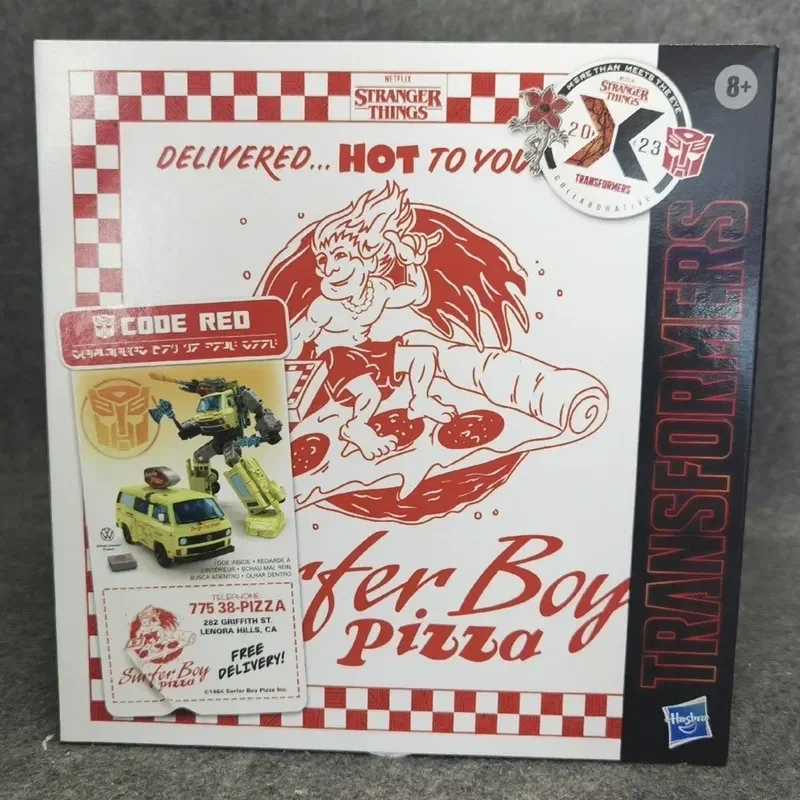 NETFLIX
STRANGER
THINGS
DELIVERED... HOT TO YOU
MORE THAN MEETS THE EYE
NETFLIX
STRANGER
THINGS
20 X 23
TRANSFORMERS
COLLABORATIVE
8+
TRANSFORMERS
CODE RED
LOOK INSIDE • REGARDE À
L'INTÉRIEUR • SCHAU MAL REIN
BUSCA ADENTRO • OLHAR DENTRO
TELEPHONE:
775 38-PIZZA
282 GRIFFITH ST.
LENORA HILLS, CA
FREE
DELIVERY!
Surfer Boy
PIZZA
©1984 Surfer Boy Pizza Inc.
rfer Boy
Pizza
Hasbro